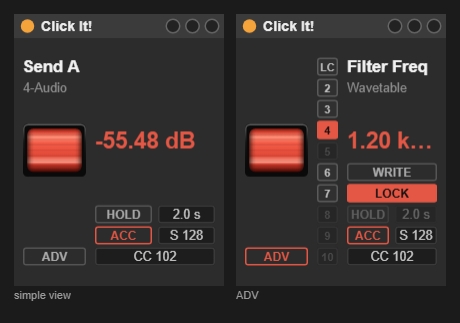 Click It!
Send A
4-Audio
-55.48 dB
HOLD 2.0 s
ACC S 128
ADV CC 102
simple view
Click It!
LC Filter Freq
2 Wavetable
3
4 1.20 k...
5
6 WRITE
7 LOCK
8 HOLD 2.0 s
9 ACC S 128
ADV 10 CC 102
ADV